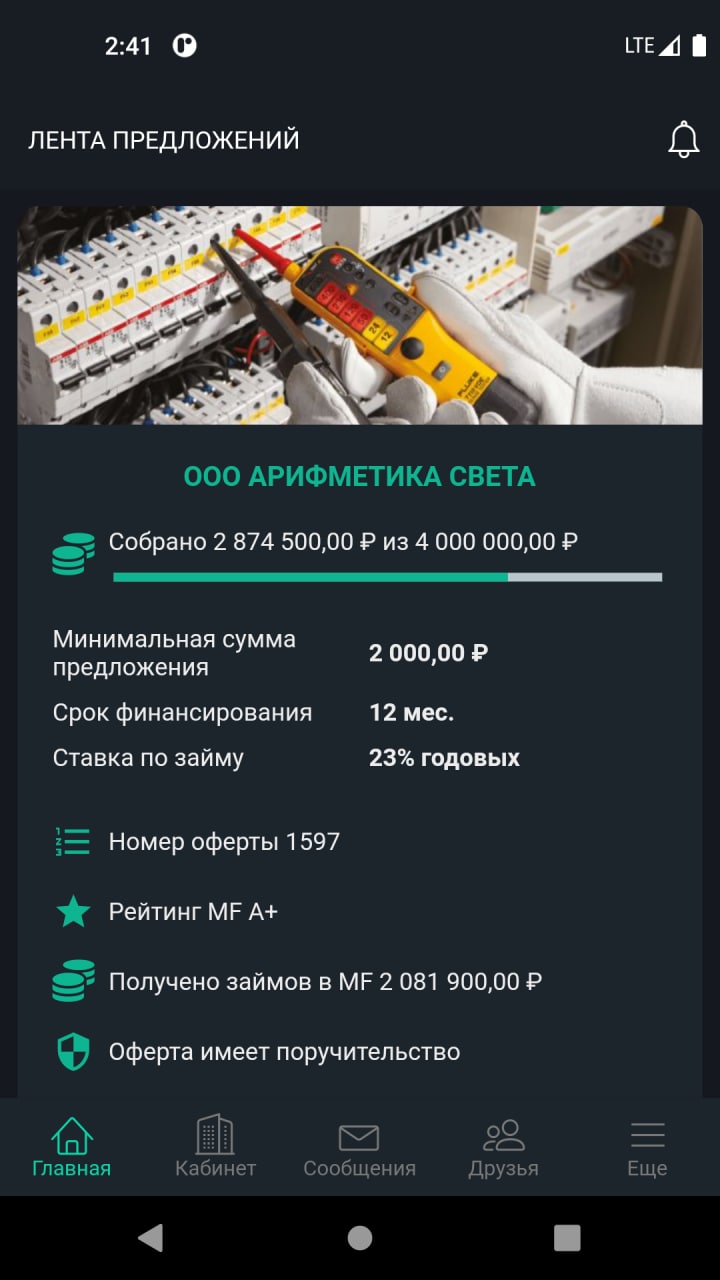 2:41
LTE
ЛЕНТА ПРЕДЛОЖЕНИЙ
FLUKE
ООО АРИФМЕТИКА СВЕТА
Собрано 2 874 500,00 ₽ из 4 000 000,00 ₽
Минимальная сумма
предложения
2 000,00 ₽
Срок финансирования
12 мес.
Ставка по займу
23% годовых
Номер оферты 1597
Рейтинг MF A+
Получено займов в MF 2 081 900,00 ₽
Оферта имеет поручительство
Главная
Кабинет
Сообщения
Друзья
Еще